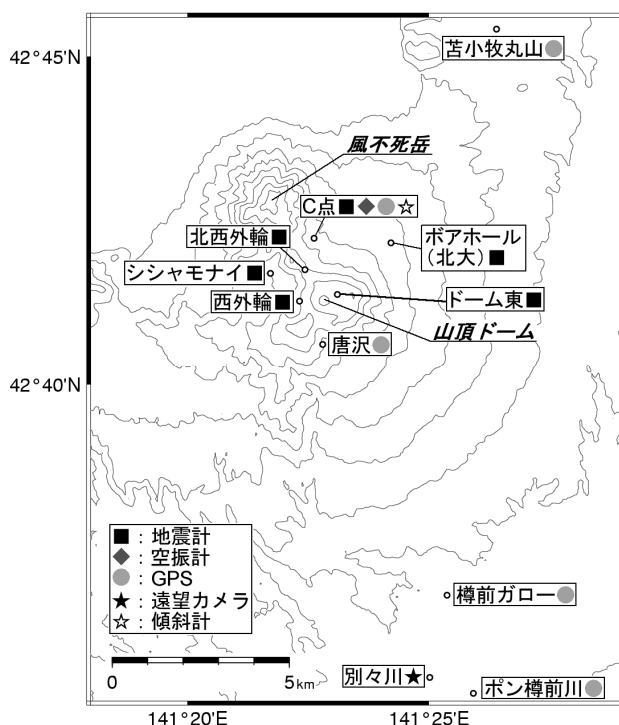 42°45'
苫小牧丸山
風不死岳
C点
北西外輪
ボアホール
(北大)
シシャモナイ
西外輪
ドーム東
山頂ドーム
唐沢
42°40'
: 地震計
: 空振計
: GPS
: 遠望カメラ
: 傾斜計
樽前ガロー
0 5km
別々川
ポン樽前川
141°20' 141°25'